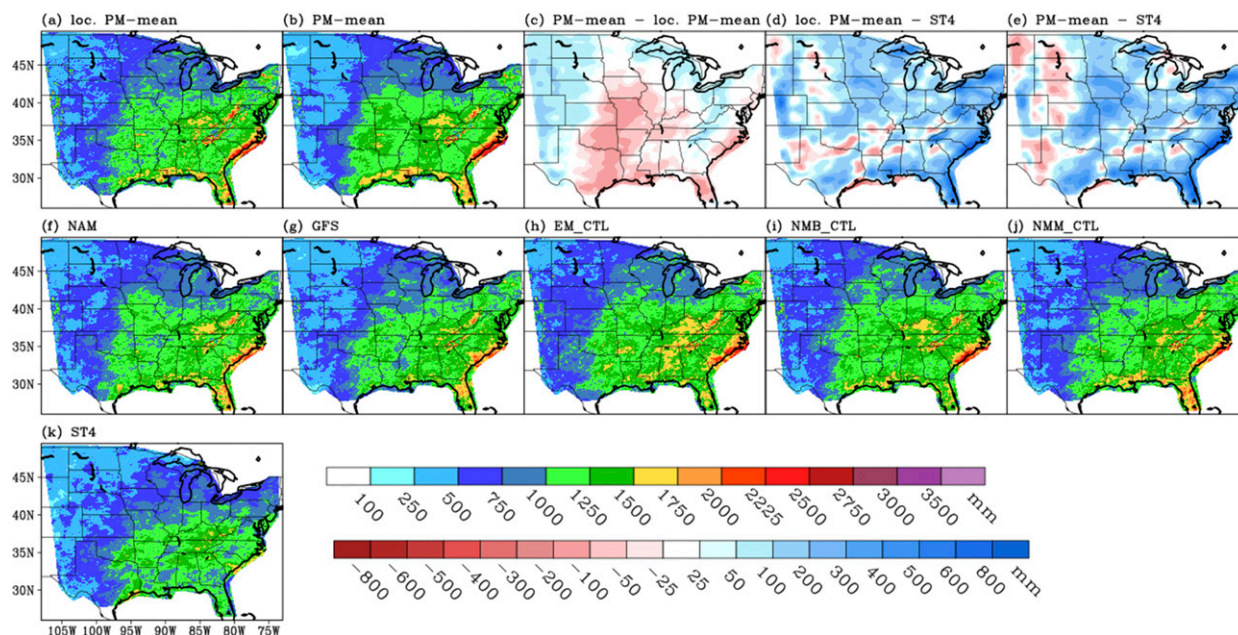 (a) loc. PM-mean (b) PM-mean (c) PM-mean - loc. PM-mean (d) loc. PM-mean - ST4 (e) PM-mean - ST4
45N
40N
35N
30N
(f) NAM (g) GFS (h) EM_CTL (i) NMB_CTL (j) NMM_CTL
45N
40N
35N
30N
(k) ST4
45N
40N
35N
30N
105W 100W 95W 90W 85W 80W 75W
100 250 500 750 1000 1250 1500 1750 2000 2225 2500 2750 3000 3500 mm
-800 -600 -500 -400 -300 -200 -100 -50 -25 25 50 100 200 300 400 500 600 800 mm